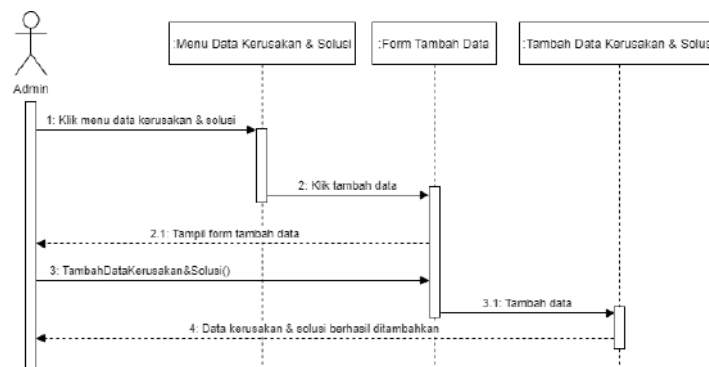 :Menu Data Kerusakan & Solusi
:Form Tambah Data
:Tambah Data Kerusakan & Solus
Admin
1: Klik menu data kerusakan & solusi
2: Klik tambah data
2.1: Tampil form tambah data
3: TambahDataKerusakan&Solusi()
3.1: Tambah data
4: Data kerusakan & solusi berhasil ditambahkan